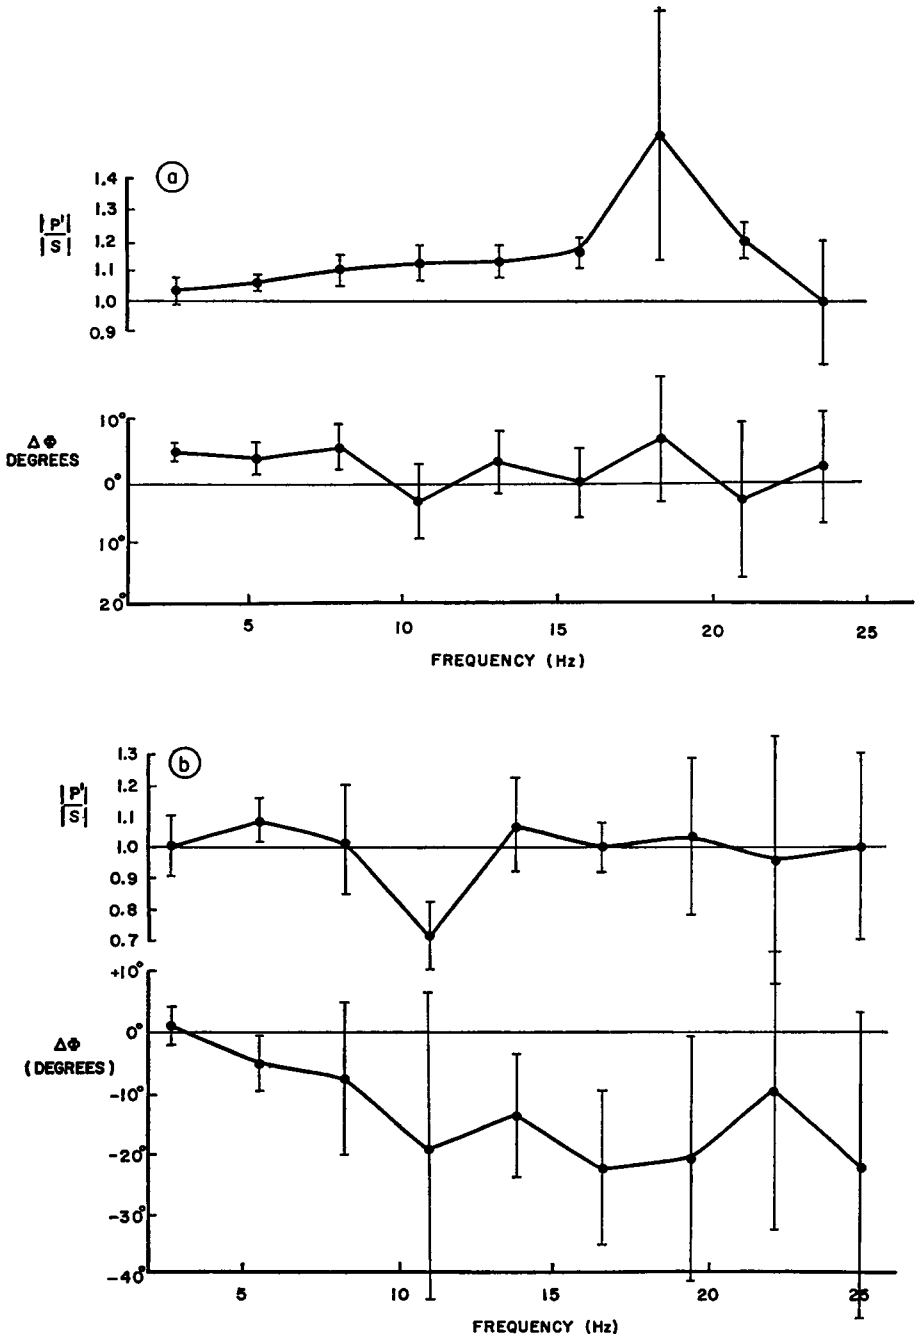 a
1.4
1.3
|P'|
|S|
1.2
1.1
1.0
0.9
10°
ΔΦ
DEGREES
0°
10°
20°
5 10 15 20 25
FREQUENCY (Hz)
b
1.3
1.2
|P'|
|S|
1.1
1.0
0.9
0.8
0.7
+10°
0°
ΔΦ
(DEGREES)
-10°
-20°
-30°
-40°
5 10 15 20 25
FREQUENCY (Hz)